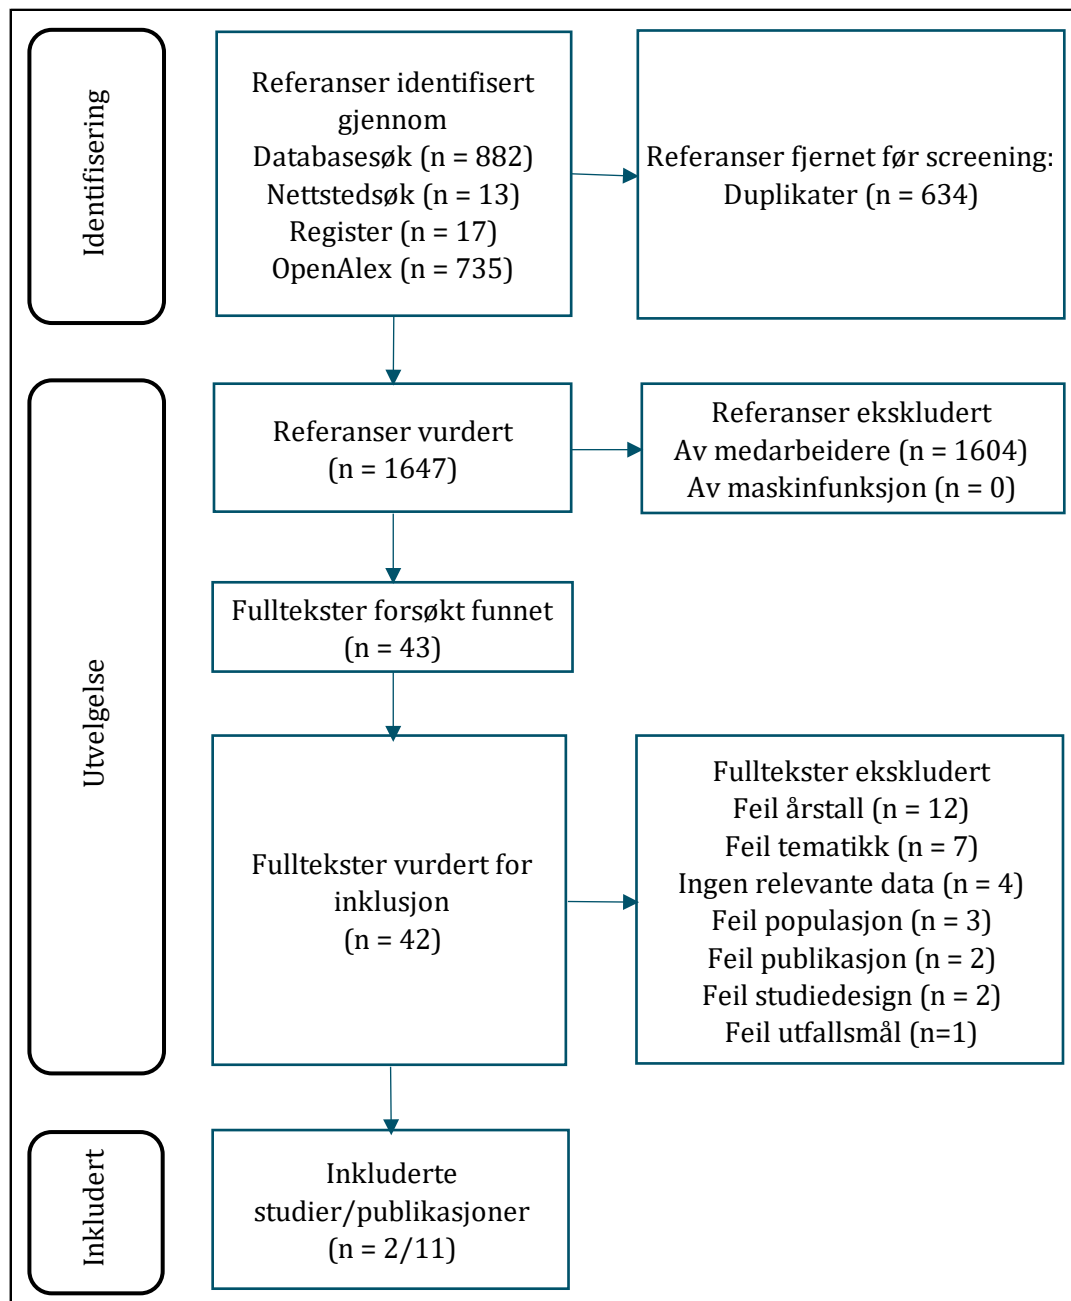 Identifisering
Referanser identifisert
gjennom
Databasesøk (n = 882)
Nettstedsøk (n = 13)
Register (n = 17)
OpenAlex (n = 735)
Referanser fjernet før screening:
Duplikater (n = 634)
Utvelgelse
Referanser vurdert
(n = 1647)
Referanser ekskludert
Av medarbeidere (n = 1604)
Av maskinfunksjon (n = 0)
Fulltekster forsøkt funnet
(n = 43)
Fulltekster vurdert for
inklusjon
(n = 42)
Fulltekster ekskludert
Feil årstall (n = 12)
Feil tematikk (n = 7)
Ingen relevante data (n = 4)
Feil populasjon (n = 3)
Feil publikasjon (n = 2)
Feil studiedesign (n = 2)
Feil utfallsmål (n=1)
Inkludert
Inkluderte
studier/publikasjoner
(n = 2/11)